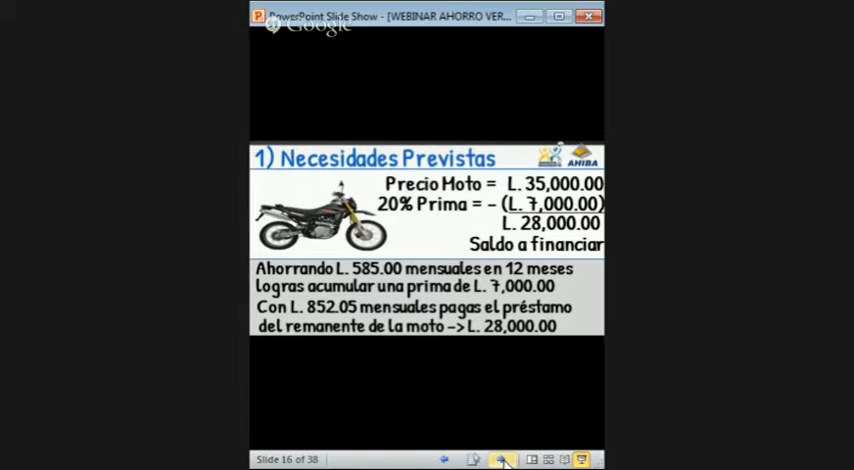 PowerPoint Slide Show - [WEBINAR AHORRO VER...
Google
1) Necesidades Previstas
AHIBA
Precio Moto = L. 35,000.00
20% Prima = - (L. 7,000.00)
L. 28,000.00
Saldo a financiar
Ahorrando L. 585.00 mensuales en 12 meses
logras acumular una prima de L. 7,000.00
Con L. 852.05 mensuales pagas el préstamo
del remanente de la moto -> L. 28,000.00
Slide 16 of 38